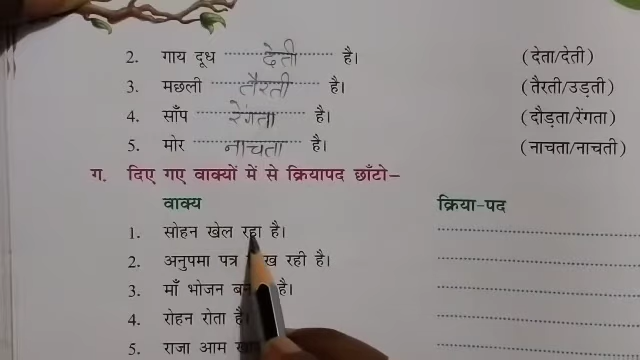 2. गाय दूध देती है। (देता/देती)
3. मछली तैरती है। (तैरती/उड़ती)
4. साँप रेंगता है। (दौड़ता/रेंगता)
5. मोर नाचता है। (नाचता/नाचती)
ग. दिए गए वाक्यों में से क्रियापद छाँटो–
वाक्य क्रिया-पद
1. सोहन खेल रहा है।
2. अनुपमा पत्र रही है।
3. माँ भोजन है।
4. रोहन रोता है।
5. राजा आम